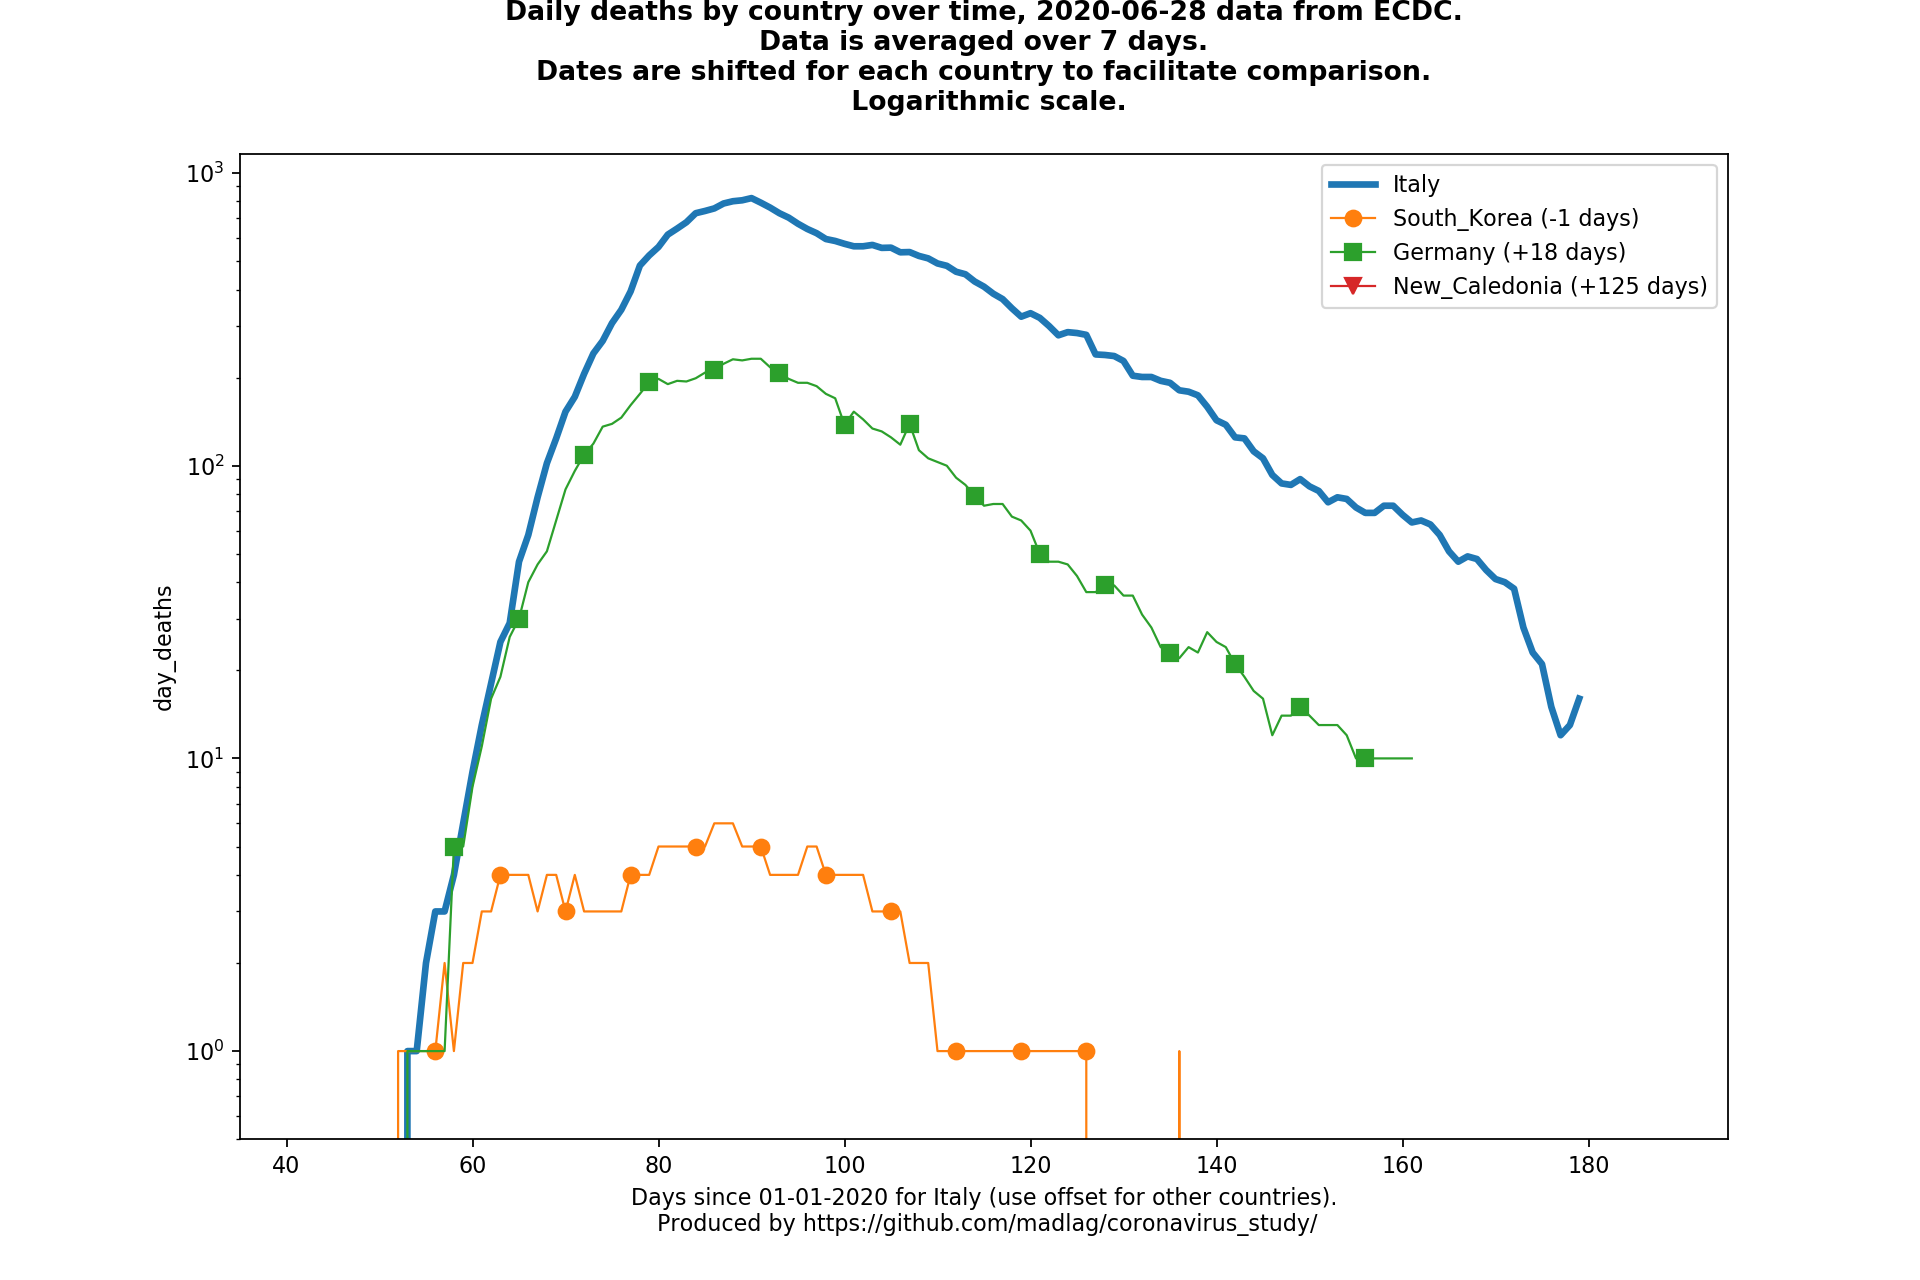 Daily deaths by country over time, 2020-06-28 data from ECDC.
Data is averaged over 7 days.
Dates are shifted for each country to facilitate comparison.
Logarithmic scale.
10³
10²
10¹
10⁰
day_deaths
Italy
South_Korea (-1 days)
Germany (+18 days)
New_Caledonia (+125 days)
40 60 80 100 120 140 160 180
Days since 01-01-2020 for Italy (use offset for other countries).
Produced by https://github.com/madlag/coronavirus_study/